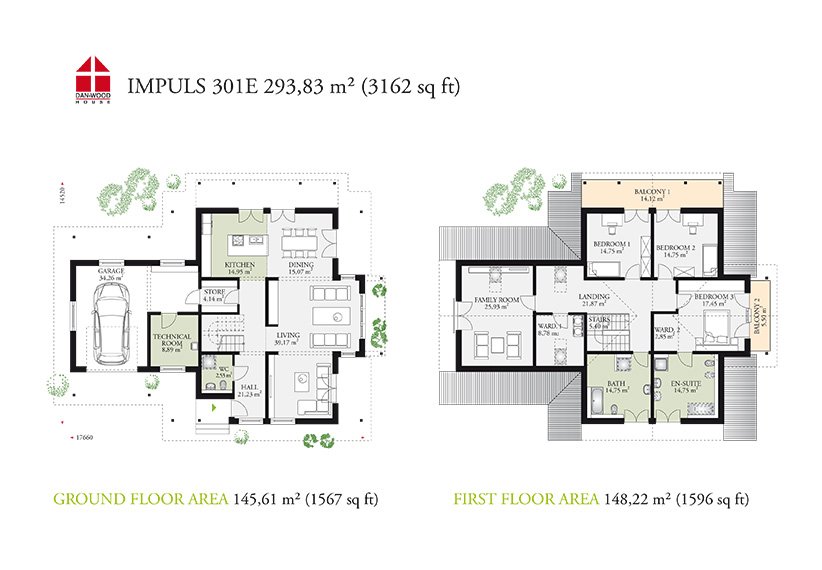 DAN-WOOD
HOUSE
IMPULS 301E 293,83 m² (3162 sq ft)
14520
GARAGE
34,26 m²
KITCHEN
14,95 m²
DINING
15,07 m²
STORE
4,14 m²
TECHNICAL
ROOM
8,89 m²
LIVING
39,17 m²
WC
2,55 m²
HALL
21,23 m²
17660
BALCONY 1
14,12 m²
BEDROOM 1
14,75 m²
BEDROOM 2
14,75 m²
FAMILY ROOM
25,93 m²
LANDING
21,87 m²
BEDROOM 3
17,45 m²
BALCONY 2
5,50 m²
WARD. 1
8,78 m²
STAIRS
5,40 m²
WARD. 2
2,85 m²
BATH
14,75 m²
EN-SUITE
14,75 m²
GROUND FLOOR AREA 145,61 m² (1567 sq ft)
FIRST FLOOR AREA 148,22 m² (1596 sq ft)